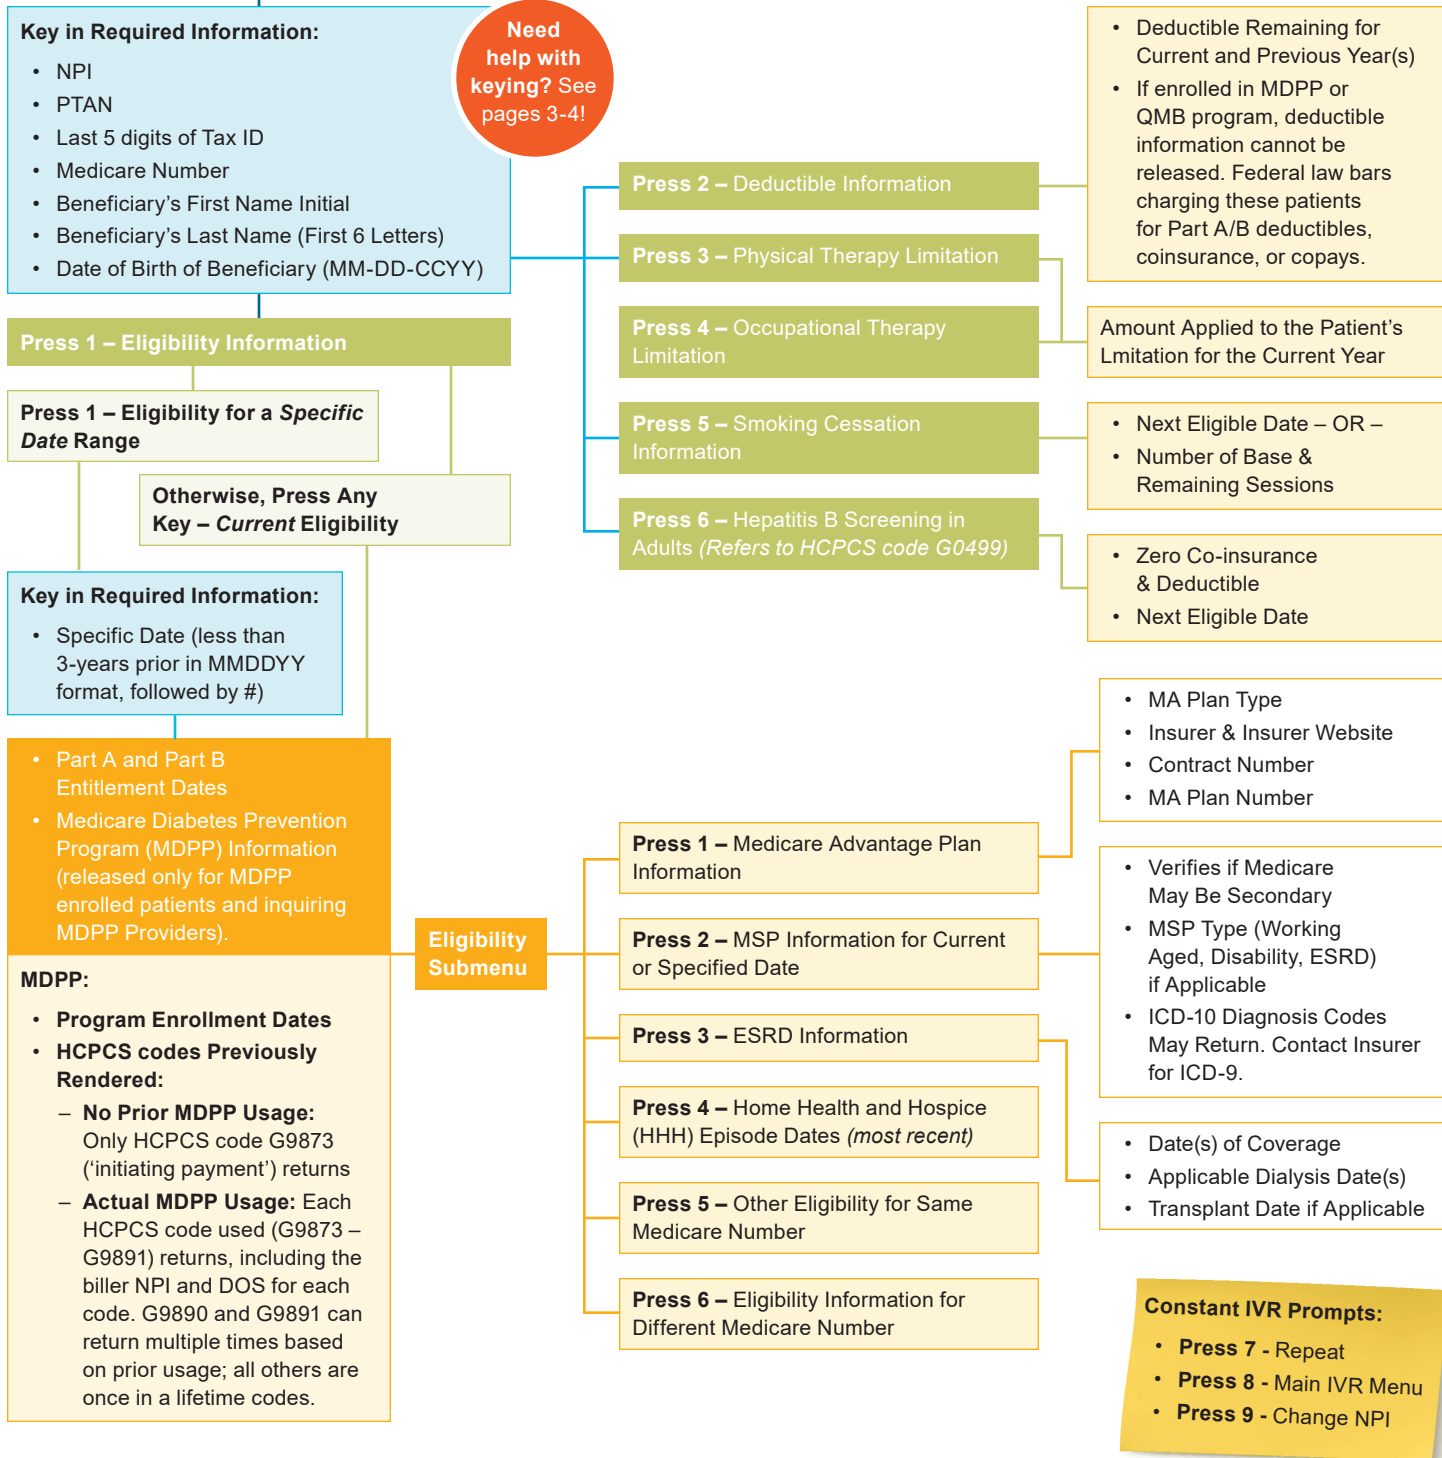 Key in Required Information:
• NPI
• PTAN
• Last 5 digits of Tax ID
• Medicare Number
• Beneficiary's First Name Initial
• Beneficiary's Last Name (First 6 Letters)
• Date of Birth of Beneficiary (MM-DD-CCYY)
Need
help with
keying? See
pages 3-4!
Press 1 – Eligibility Information
Press 1 – Eligibility for a Specific
Date Range
Otherwise, Press Any
Key – Current Eligibility
Key in Required Information:
• Specific Date (less than
3-years prior in MMDDYY
format, followed by #)
• Part A and Part B
Entitlement Dates
• Medicare Diabetes Prevention
Program (MDPP) Information
(released only for MDPP
enrolled patients and inquiring
MDPP Providers).
MDPP:
• Program Enrollment Dates
• HCPCS codes Previously
Rendered:
– No Prior MDPP Usage:
Only HCPCS code G9873
(‘initiating payment’) returns
– Actual MDPP Usage: Each
HCPCS code used (G9873 –
G9891) returns, including the
biller NPI and DOS for each
code. G9890 and G9891 can
return multiple times based
on prior usage; all others are
once in a lifetime codes.
Press 2 – Deductible Information
Press 3 – Physical Therapy Limitation
Press 4 – Occupational Therapy
Limitation
Press 5 – Smoking Cessation
Information
Press 6 – Hepatitis B Screening in
Adults (Refers to HCPCS code G0499)
• Deductible Remaining for
Current and Previous Year(s)
• If enrolled in MDPP or
QMB program, deductible
information cannot be
released. Federal law bars
charging these patients
for Part A/B deductibles,
coinsurance, or copays.
Amount Applied to the Patient's
Lmitation for the Current Year
• Next Eligible Date – OR –
• Number of Base &
Remaining Sessions
• Zero Co-insurance
& Deductible
• Next Eligible Date
Eligibility
Submenu
Press 1 – Medicare Advantage Plan
Information
Press 2 – MSP Information for Current
or Specified Date
Press 3 – ESRD Information
Press 4 – Home Health and Hospice
(HHH) Episode Dates (most recent)
Press 5 – Other Eligibility for Same
Medicare Number
Press 6 – Eligibility Information for
Different Medicare Number
• MA Plan Type
• Insurer & Insurer Website
• Contract Number
• MA Plan Number
• Verifies if Medicare
May Be Secondary
• MSP Type (Working
Aged, Disability, ESRD)
if Applicable
• ICD-10 Diagnosis Codes
May Return. Contact Insurer
for ICD-9.
• Date(s) of Coverage
• Applicable Dialysis Date(s)
• Transplant Date if Applicable
Constant IVR Prompts:
• Press 7 - Repeat
• Press 8 - Main IVR Menu
• Press 9 - Change NPI